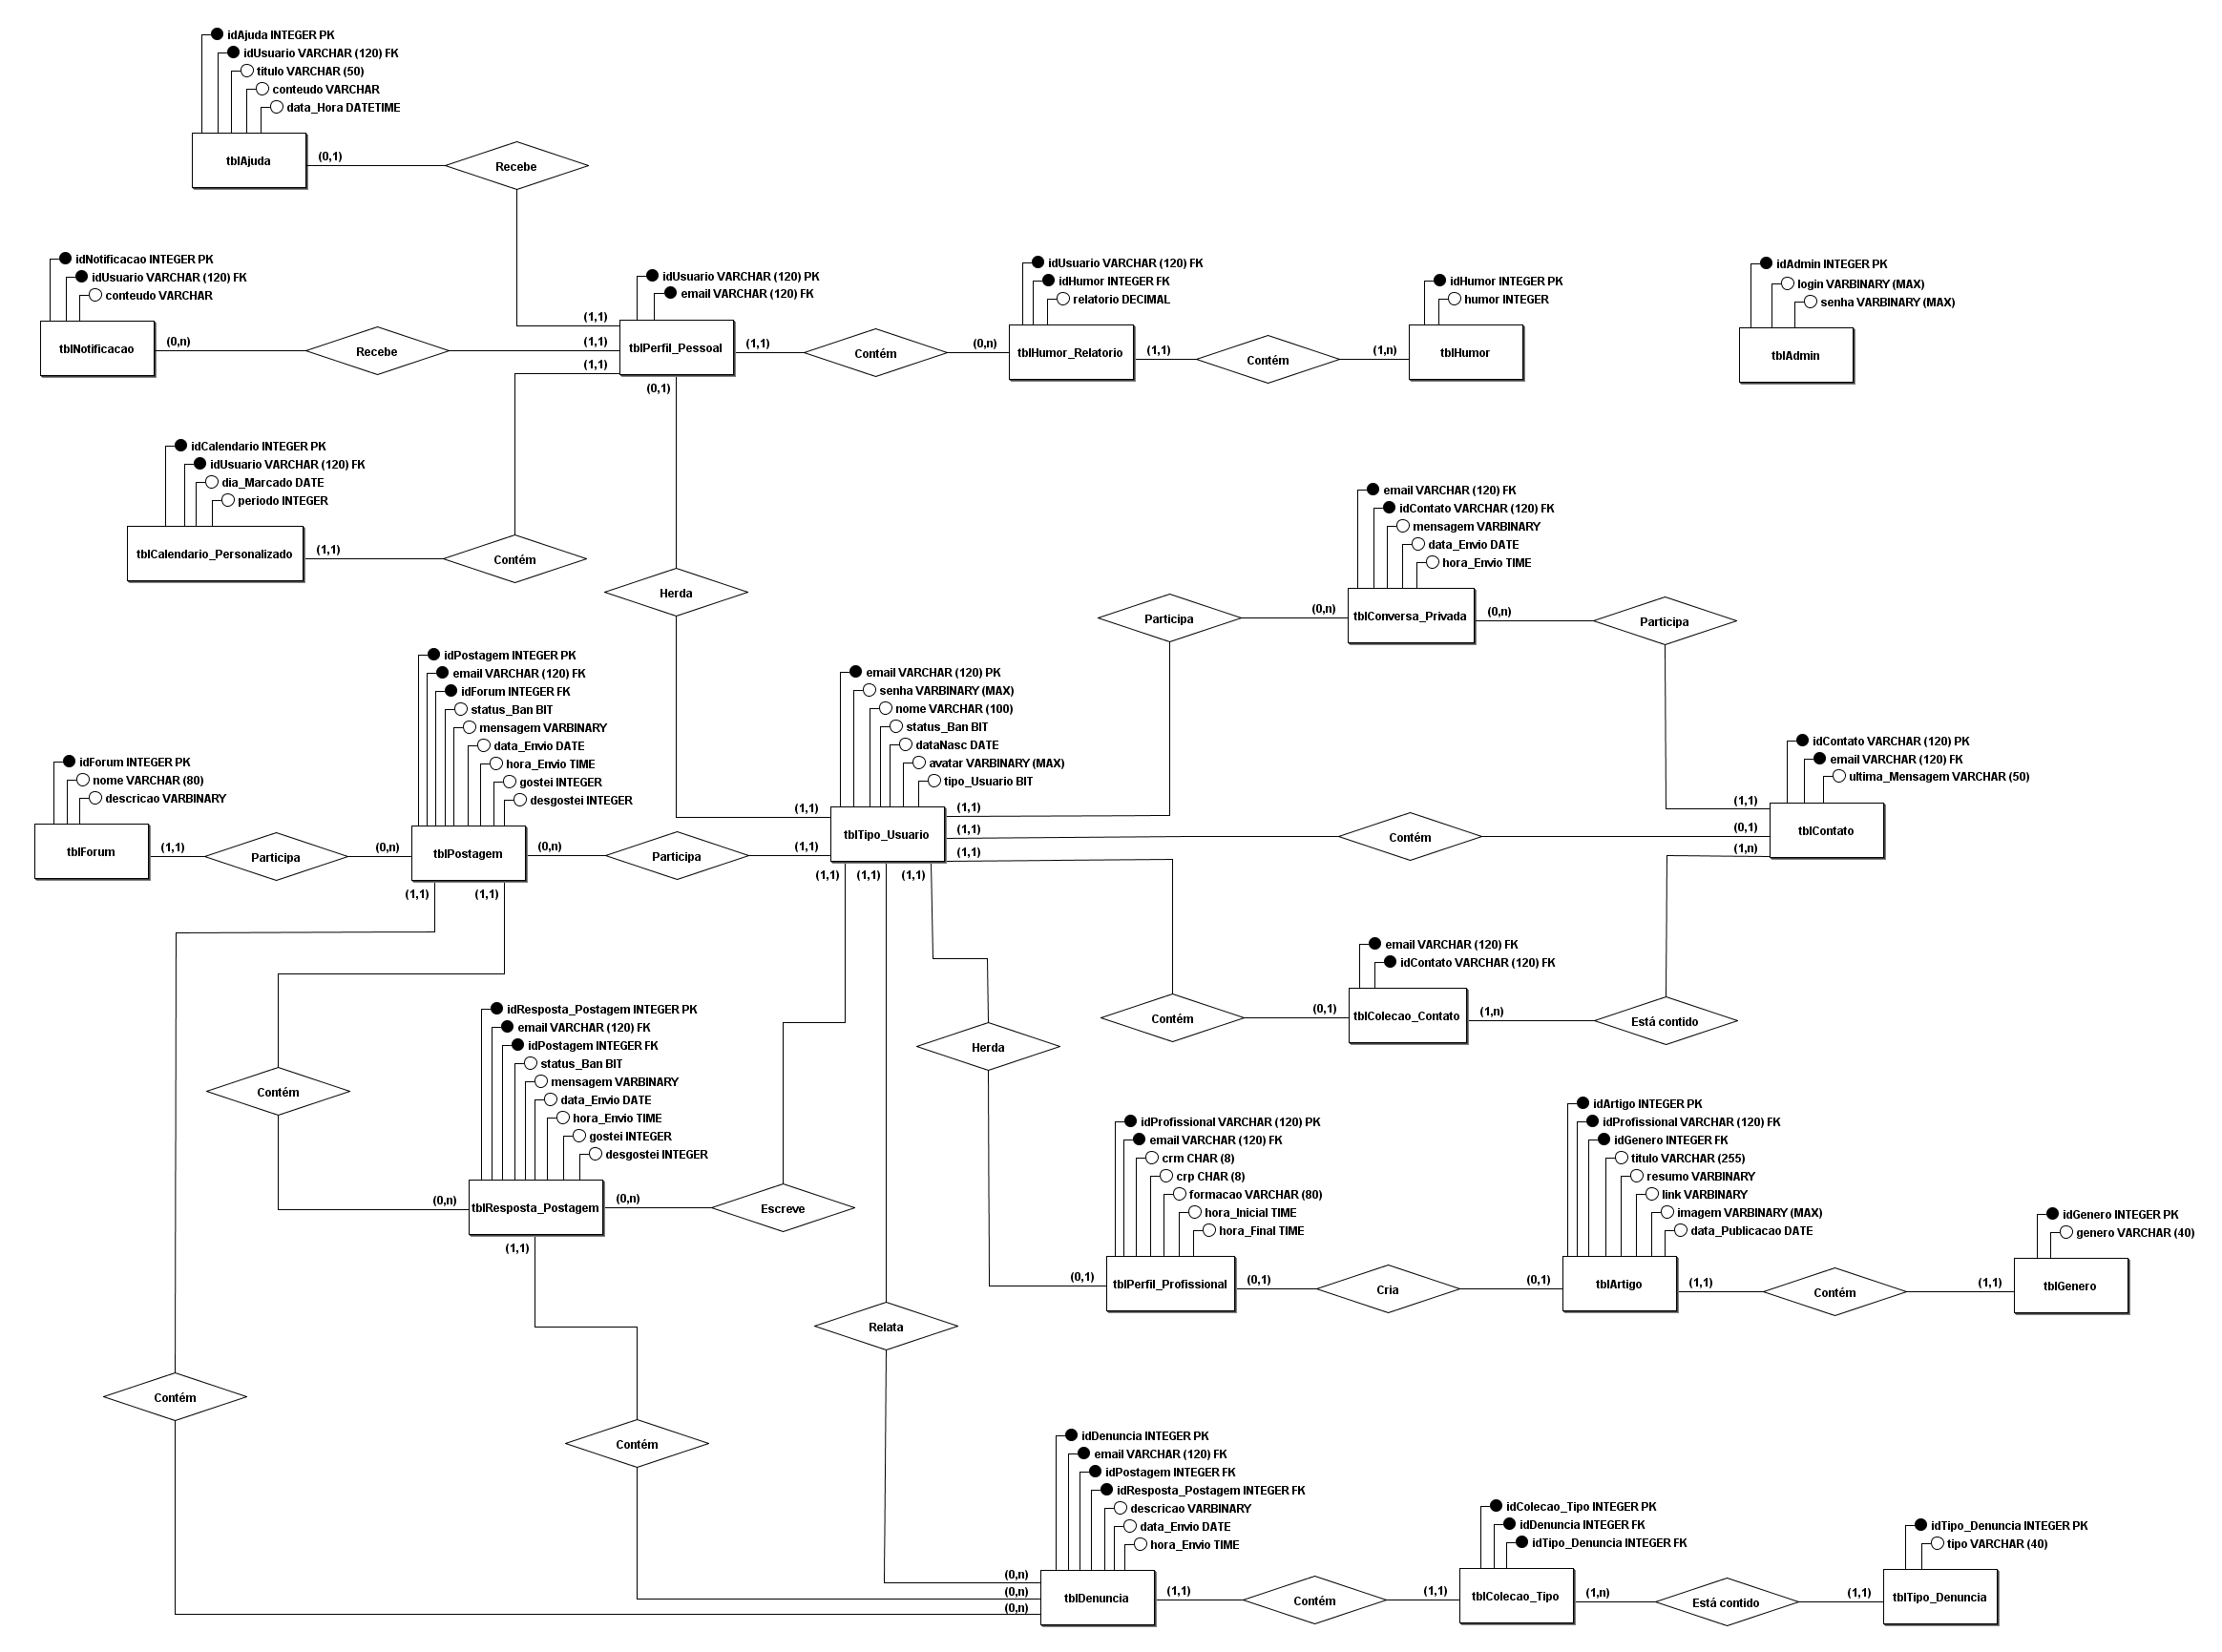 idAjuda INTEGER PK
idUsuario VARCHAR (120) FK
titulo VARCHAR (50)
conteudo VARCHAR
data_Hora DATETIME
tblAjuda
(0,1)
Recebe
(1,1)
idNotificacao INTEGER PK
idUsuario VARCHAR (120) FK
conteudo VARCHAR
tblNotificacao
(0,n)
Recebe
(1,1)
idUsuario VARCHAR (120) PK
email VARCHAR (120) FK
tblPerfil_Pessoal
(1,1)
(0,1)
(1,1)
Contém
(0,n)
idUsuario VARCHAR (120) FK
idHumor INTEGER FK
relatorio DECIMAL
tblHumor_Relatorio
(1,1)
Contém
(1,n)
idHumor INTEGER PK
humor INTEGER
tblHumor
idAdmin INTEGER PK
login VARBINARY (MAX)
senha VARBINARY (MAX)
tblAdmin
idCalendario INTEGER PK
idUsuario VARCHAR (120) FK
dia_Marcado DATE
periodo INTEGER
tblCalendario_Personalizado
(1,1)
Contém
Herda
email VARCHAR (120) FK
idContato VARCHAR (120) FK
mensagem VARBINARY
data_Envio DATE
hora_Envio TIME
tblConversa_Privada
Participa
(0,n)
(0,n)
Participa
idPostagem INTEGER PK
email VARCHAR (120) FK
idForum INTEGER FK
status_Ban BIT
mensagem VARBINARY
data_Envio DATE
hora_Envio TIME
gostei INTEGER
desgostei INTEGER
tblPostagem
idForum INTEGER PK
nome VARCHAR (80)
descricao VARBINARY
tblForum
(1,1)
Participa
(0,n)
(0,n)
Participa
(1,1)
(1,1)
(1,1)
(1,1)
email VARCHAR (120) PK
senha VARBINARY (MAX)
nome VARCHAR (100)
status_Ban BIT
dataNasc DATE
avatar VARBINARY (MAX)
tipo_Usuario BIT
tblTipo_Usuario
(1,1)
(1,1)
(1,1)
(1,1)
(1,1)
(1,1)
Contém
(1,1)
(0,1)
(1,n)
idContato VARCHAR (120) PK
email VARCHAR (120) FK
ultima_Mensagem VARCHAR (50)
tblContato
email VARCHAR (120) FK
idContato VARCHAR (120) FK
tblColecao_Contato
Contém
(0,1)
(1,n)
Está contido
Herda
Contém
idResposta_Postagem INTEGER PK
email VARCHAR (120) FK
idPostagem INTEGER FK
status_Ban BIT
mensagem VARBINARY
data_Envio DATE
hora_Envio TIME
gostei INTEGER
desgostei INTEGER
tblResposta_Postagem
(0,n)
(0,n)
Escreve
(1,1)
idProfissional VARCHAR (120) PK
email VARCHAR (120) FK
crm CHAR (8)
crp CHAR (8)
formacao VARCHAR (80)
hora_Inicial TIME
hora_Final TIME
tblPerfil_Profissional
(0,1)
(0,1)
Cria
(0,1)
idArtigo INTEGER PK
idProfissional VARCHAR (120) FK
idGenero INTEGER FK
titulo VARCHAR (255)
resumo VARBINARY
link VARBINARY
imagem VARBINARY (MAX)
data_Publicacao DATE
tblArtigo
(1,1)
Contém
(1,1)
idGenero INTEGER PK
genero VARCHAR (40)
tblGenero
Relata
Contém
Contém
idDenuncia INTEGER PK
email VARCHAR (120) FK
idPostagem INTEGER FK
idResposta_Postagem INTEGER FK
descricao VARBINARY
data_Envio DATE
hora_Envio TIME
tblDenuncia
(0,n)
(0,n)
(0,n)
(1,1)
Contém
(1,1)
idColecao_Tipo INTEGER PK
idDenuncia INTEGER FK
idTipo_Denuncia INTEGER FK
tblColecao_Tipo
(1,n)
Está contido
(1,1)
idTipo_Denuncia INTEGER PK
tipo VARCHAR (40)
tblTipo_Denuncia